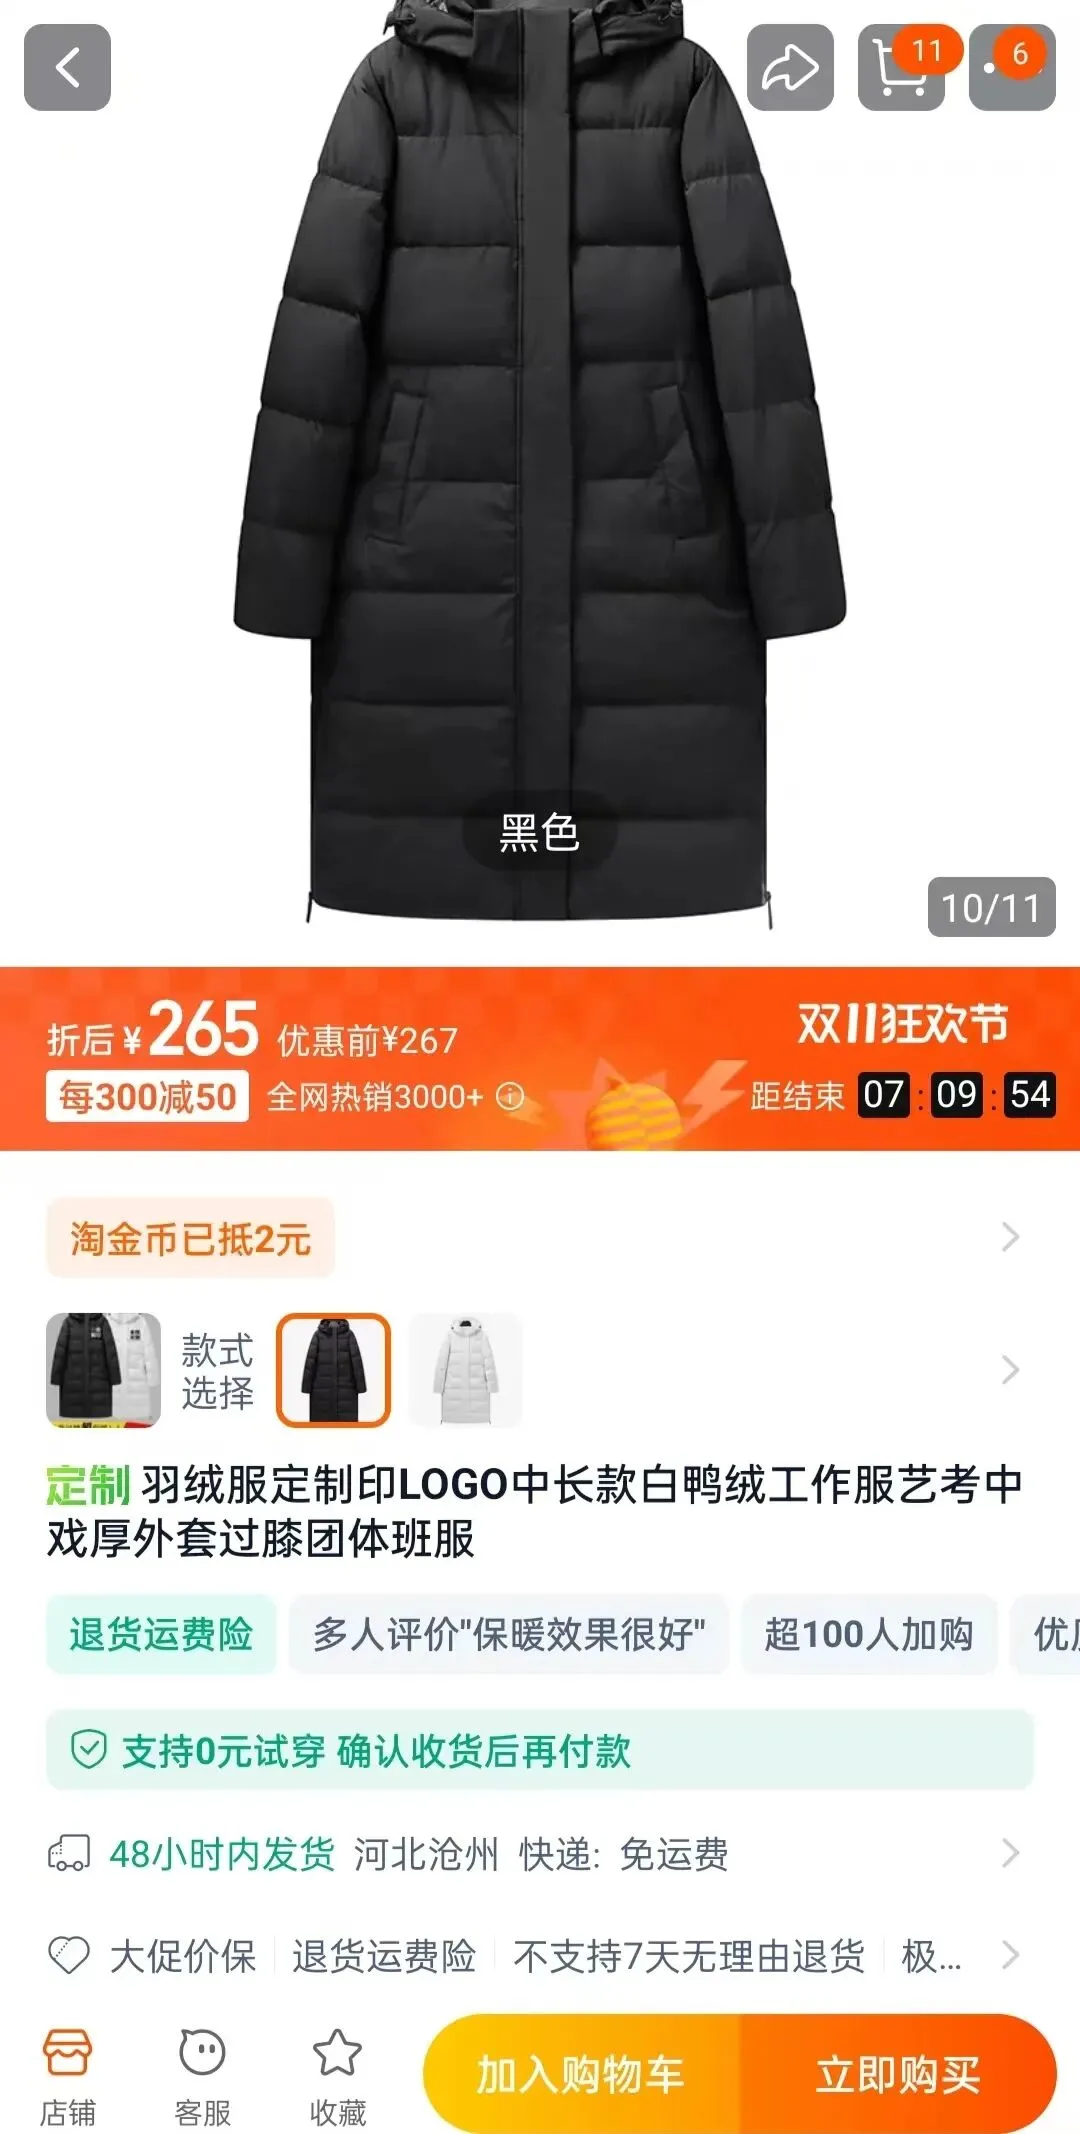 11
6
黑色
10/11
折后¥265 优惠前¥267
双11狂欢节
每300减50 全网热销3000+
距结束 07:09:54
淘金币已抵2元
款式
选择
定制 羽绒服定制印LOGO中长款白鸭绒工作服艺考中
戏厚外套过膝团体班服
退货运费险 多人评价"保暖效果很好" 超100人加购
支持0元试穿 确认收货后再付款
48小时内发货 河北沧州 快递: 免运费
大促价保 退货运费险 不支持7天无理由退货 极...
店铺 客服 收藏 加入购物车 立即购买